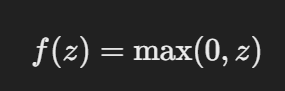 f(z) = max(0, z)